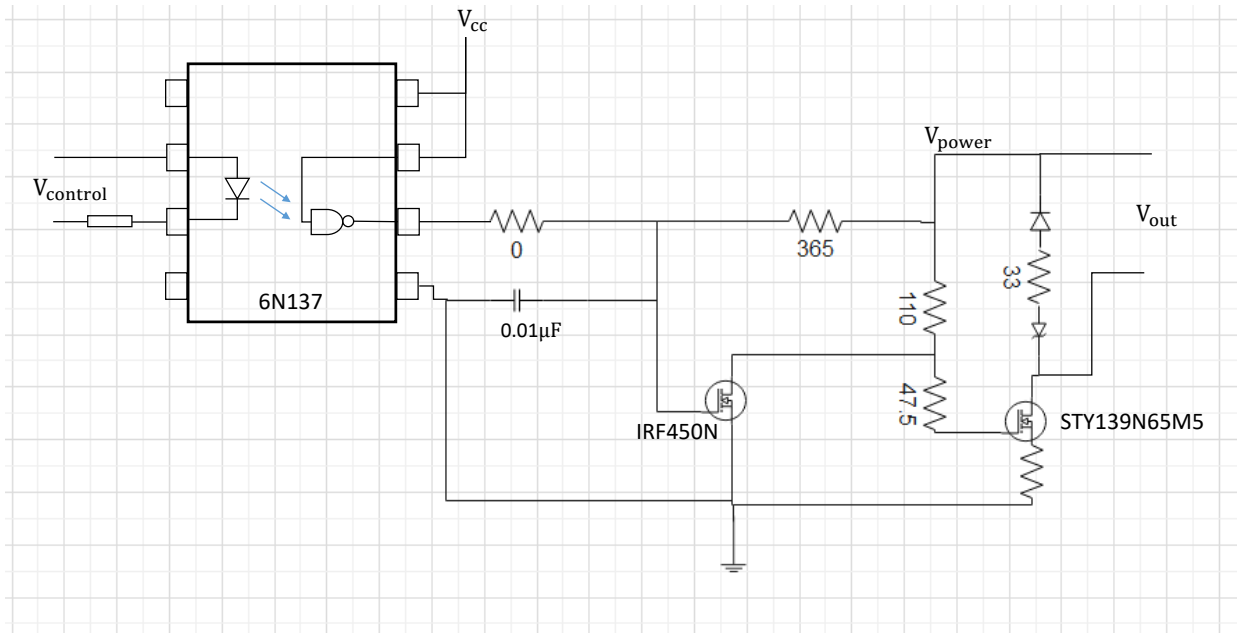 Vcc
Vpower
Vcontrol
Vout
0
365
33
6N137
110
0.01µF
47.5
IRF450N
STY139N65M5